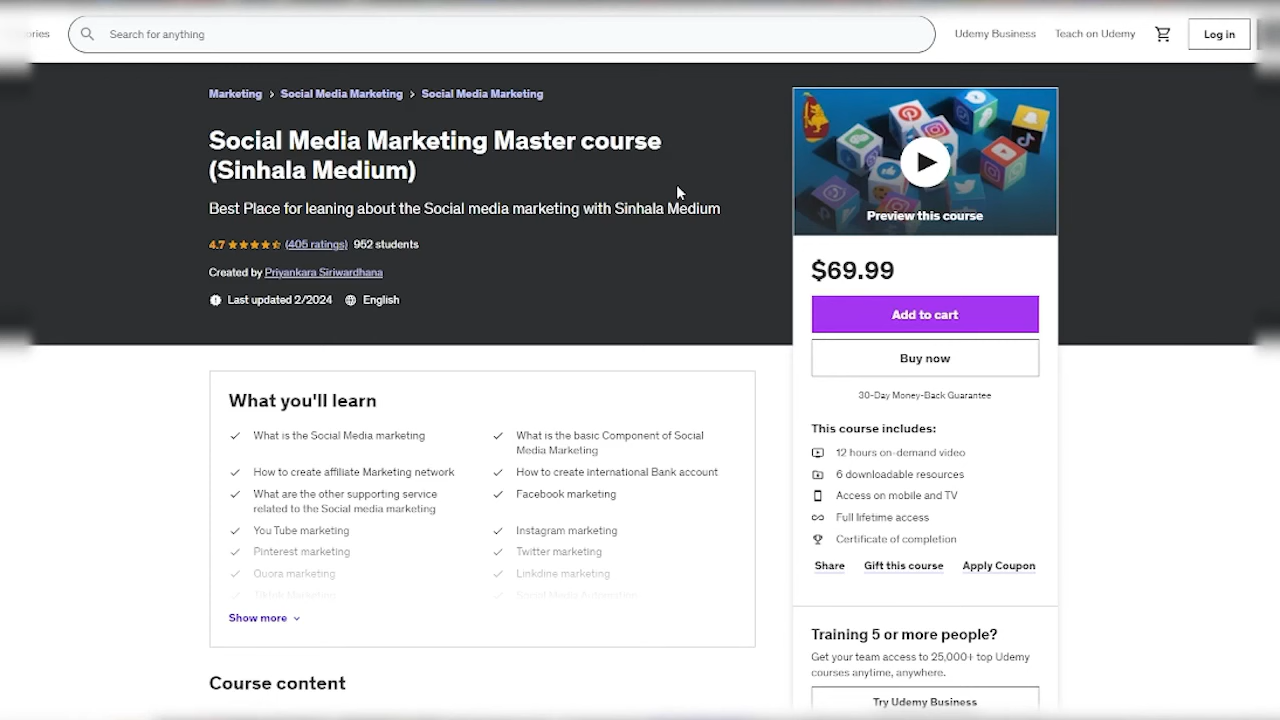 Search for anything
Udemy Business
Teach on Udemy
Log in
Marketing > Social Media Marketing > Social Media Marketing
Social Media Marketing Master course
(Sinhala Medium)
Best Place for leaning about the Social media marketing with Sinhala Medium
4.7 (405 ratings) 952 students
Created by Priyankara Siriwardhana
Last updated 2/2024 English
Preview this course
$69.99
Add to cart
Buy now
30-Day Money-Back Guarantee
This course includes:
12 hours on-demand video
6 downloadable resources
Access on mobile and TV
Full lifetime access
Certificate of completion
Share Gift this course Apply Coupon
Training 5 or more people?
Get your team access to 25,000+ top Udemy
courses anytime, anywhere.
Try Udemy Business
What you'll learn
What is the Social Media marketing
What is the basic Component of Social
Media Marketing
How to create affiliate Marketing network
How to create international Bank account
What are the other supporting service
related to the Social media marketing
Facebook marketing
You Tube marketing
Instagram marketing
Pinterest marketing
Twitter marketing
Quora marketing
Linkdine marketing
Tiktok Marketing
Social Media Automation
Show more
Course content